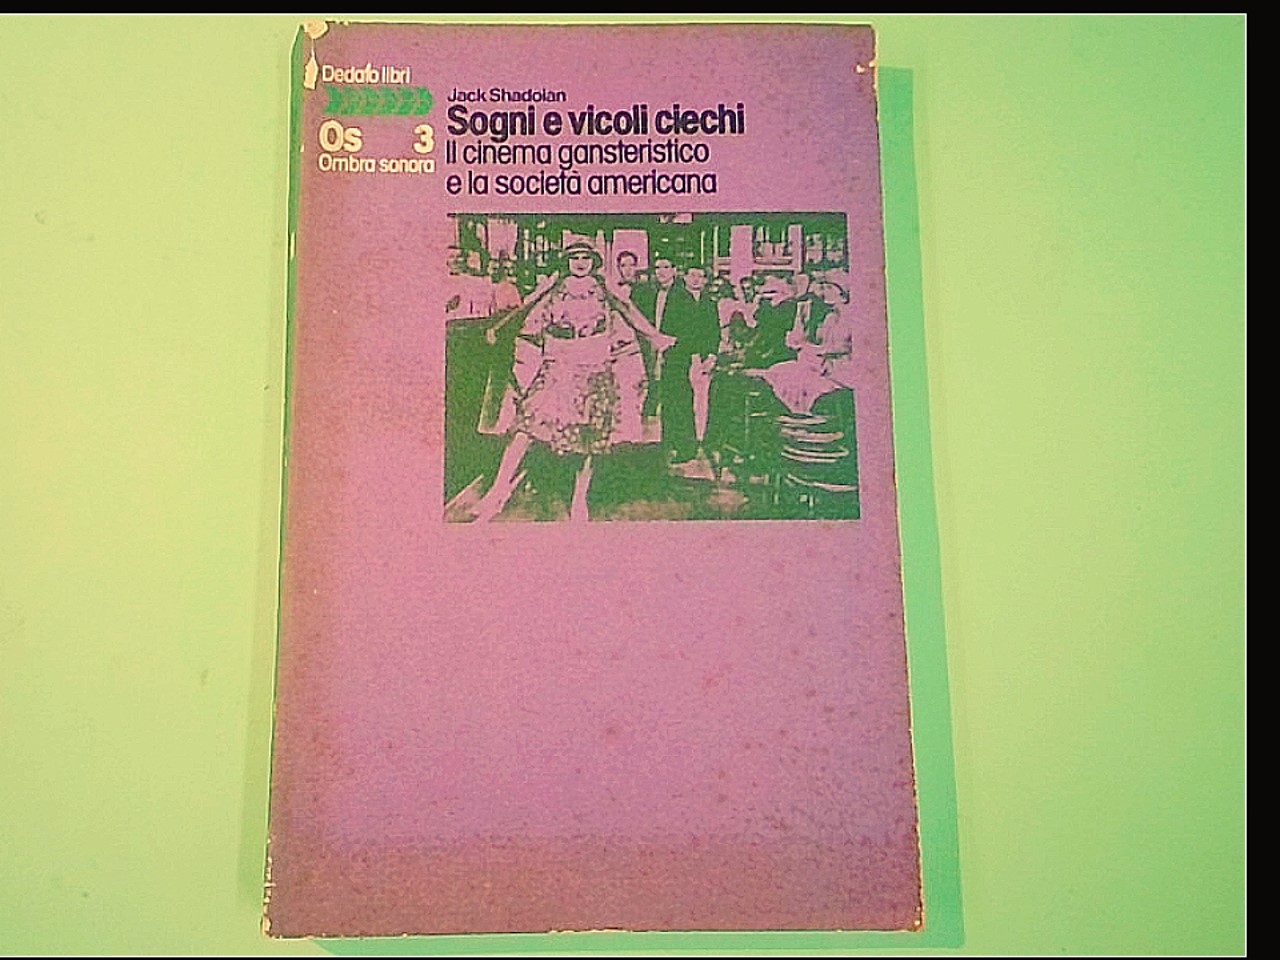 Dedalo libri
Os 3
Ombra sonora
Jack Shadoian
Sogni e vicoli ciechi
Il cinema gansteristico
e la società americana